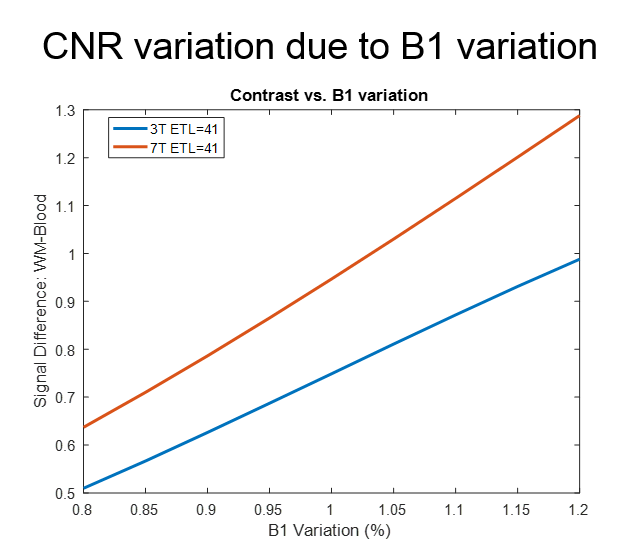 CNR variation due to B1 variation
Contrast vs. B1 variation
3T ETL=41
7T ETL=41
Signal Difference: WM-Blood
1.3
1.2
1.1
1
0.9
0.8
0.7
0.6
0.5
0.8 0.85 0.9 0.95 1 1.05 1.1 1.15 1.2
B1 Variation (%)